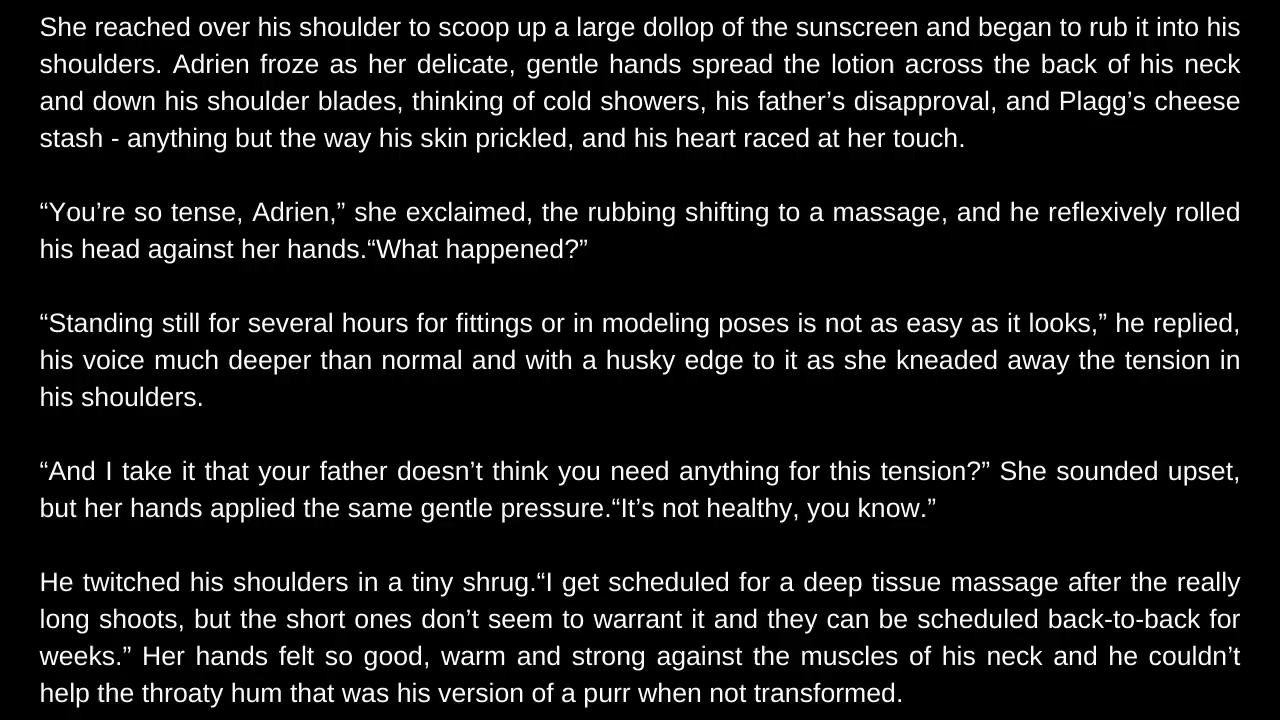 She reached over his shoulder to scoop up a large dollop of the sunscreen and began to rub it into his
shoulders. Adrien froze as her delicate, gentle hands spread the lotion across the back of his neck
and down his shoulder blades, thinking of cold showers, his father’s disapproval, and Plagg’s cheese
stash - anything but the way his skin prickled, and his heart raced at her touch.
“You’re so tense, Adrien,” she exclaimed, the rubbing shifting to a massage, and he reflexively rolled
his head against her hands.“What happened?”
“Standing still for several hours for fittings or in modeling poses is not as easy as it looks,” he replied,
his voice much deeper than normal and with a husky edge to it as she kneaded away the tension in
his shoulders.
“And I take it that your father doesn’t think you need anything for this tension?” She sounded upset,
but her hands applied the same gentle pressure.“It’s not healthy, you know.”
He twitched his shoulders in a tiny shrug.“I get scheduled for a deep tissue massage after the really
long shoots, but the short ones don’t seem to warrant it and they can be scheduled back-to-back for
weeks.” Her hands felt so good, warm and strong against the muscles of his neck and he couldn’t
help the throaty hum that was his version of a purr when not transformed.